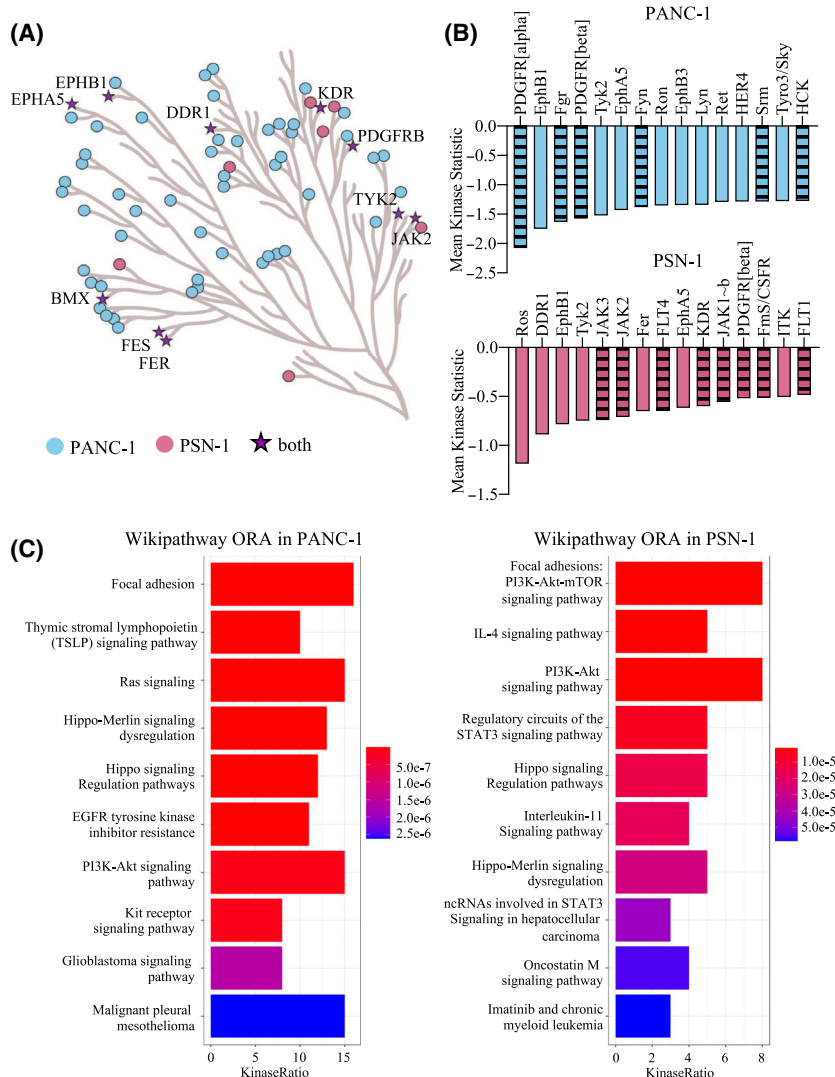 (A)
EPHB1
EPHA5
DDR1
KDR
PDGFRB
TYK2
JAK2
BMX
FES
FER
PANC-1
PSN-1
both
(B)
PANC-1
PDGFR[alpha]
EphB1
Fgr
PDGFR[beta]
Tyk2
EphA5
Fyn
Ron
EphB3
Lyn
Ret
HER4
Srm
Tyro3/Sky
HCK
Mean Kinase Statistic
0.0
−0.5
−1.0
−1.5
−2.0
−2.5
PSN-1
Ros
DDR1
EphB1
Tyk2
JAK3
JAK2
Fer
FLT4
EphA5
KDR
JAK1~b
PDGFR[beta]
FmS/CSFR
ITK
FLT1
Mean Kinase Statistic
0.0
−0.5
−1.0
−1.5
(C)
Wikipathway ORA in PANC-1
Focal adhesion
Thymic stromal lymphopoietin
(TSLP) signaling pathway
Ras signaling
Hippo-Merlin signaling
dysregulation
Hippo signaling
Regulation pathways
EGFR tyrosine kinase
inhibitor resistance
PI3K-Akt signaling
pathway
Kit receptor
signaling pathway
Glioblastoma signaling
pathway
Malignant pleural
mesothelioma
0 5 10 15
KinaseRatio
5.0e-7
1.0e-6
1.5e-6
2.0e-6
2.5e-6
Wikipathway ORA in PSN-1
Focal adhesions:
PI3K-Akt-mTOR
signaling pathway
IL-4 signaling pathway
PI3K-Akt
signaling pathway
Regulatory circuits of the
STAT3 signaling pathway
Hippo signaling
Regulation pathways
Interleukin-11
Signaling pathway
Hippo-Merlin signaling
dysregulation
ncRNAs involved in STAT3
Signaling in hepatocellular
carcinoma
Oncostatin M
signaling pathway
Imatinib and chronic
myeloid leukemia
0 2 4 6 8
KinaseRatio
1.0e-5
2.0e-5
3.0e-5
4.0e-5
5.0e-5